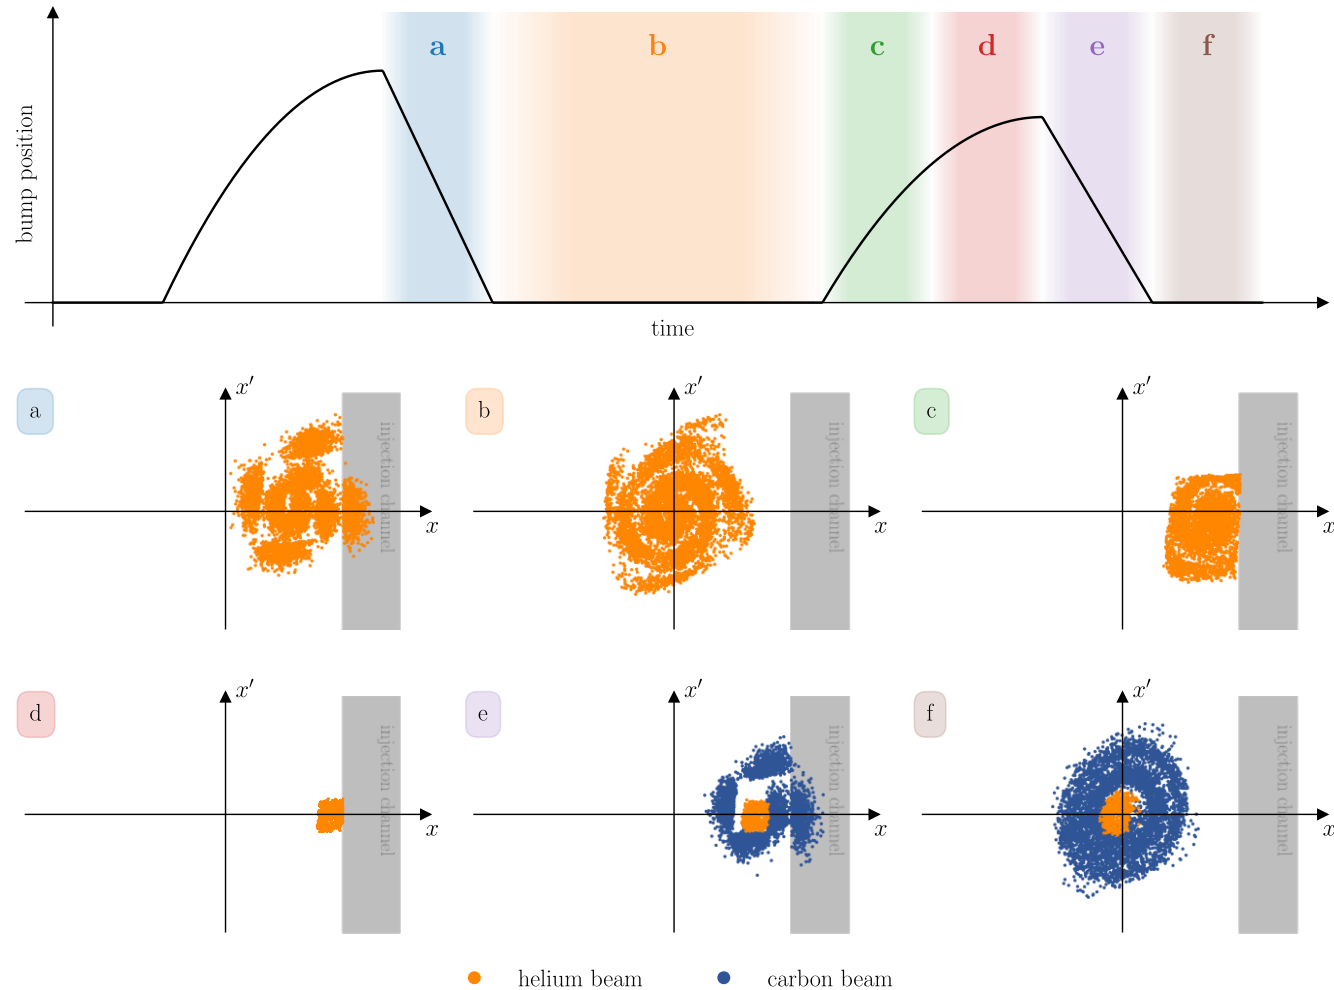 a b c d e f
bump position
time
a
x′
injection channel
x
b
x′
injection channel
x
c
x′
injection channel
x
d
x′
injection channel
x
e
x′
injection channel
x
f
x′
injection channel
x
helium beam carbon beam